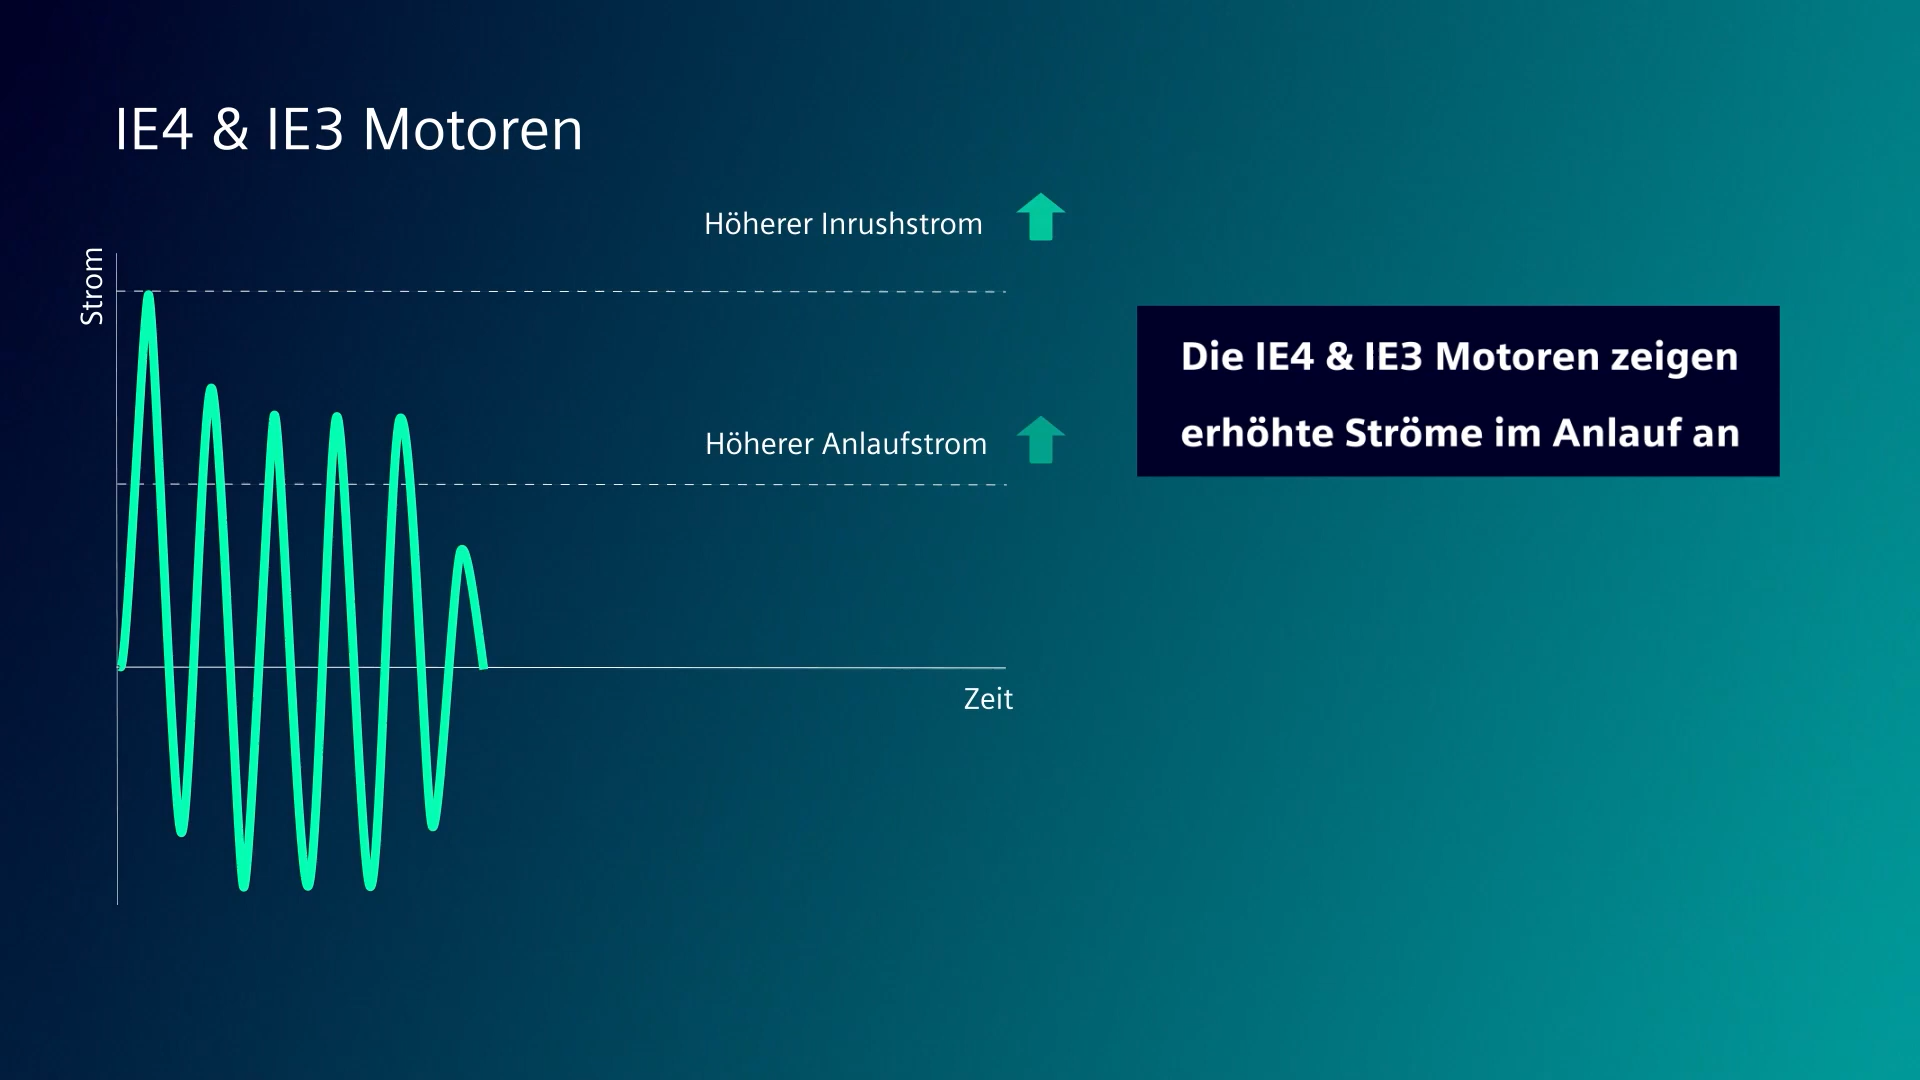 IE4 & IE3 Motoren
Höherer Inrushstrom
Strom
Die IE4 & IE3 Motoren zeigen
erhöhte Ströme im Anlauf an
Höherer Anlaufstrom
Zeit